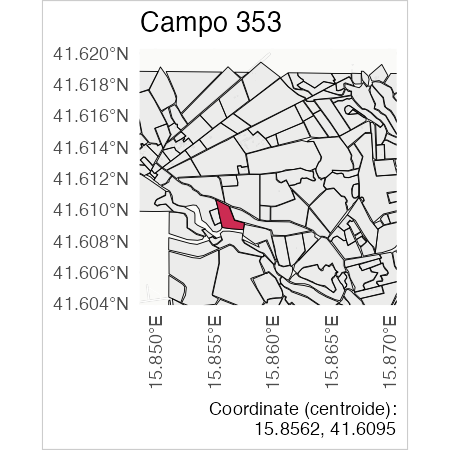 Campo 353
41.620°N
41.618°N
41.616°N
41.614°N
41.612°N
41.610°N
41.608°N
41.606°N
41.604°N
15.850°E
15.855°E
15.860°E
15.865°E
15.870°E
Coordinate (centroide):
15.8562, 41.6095